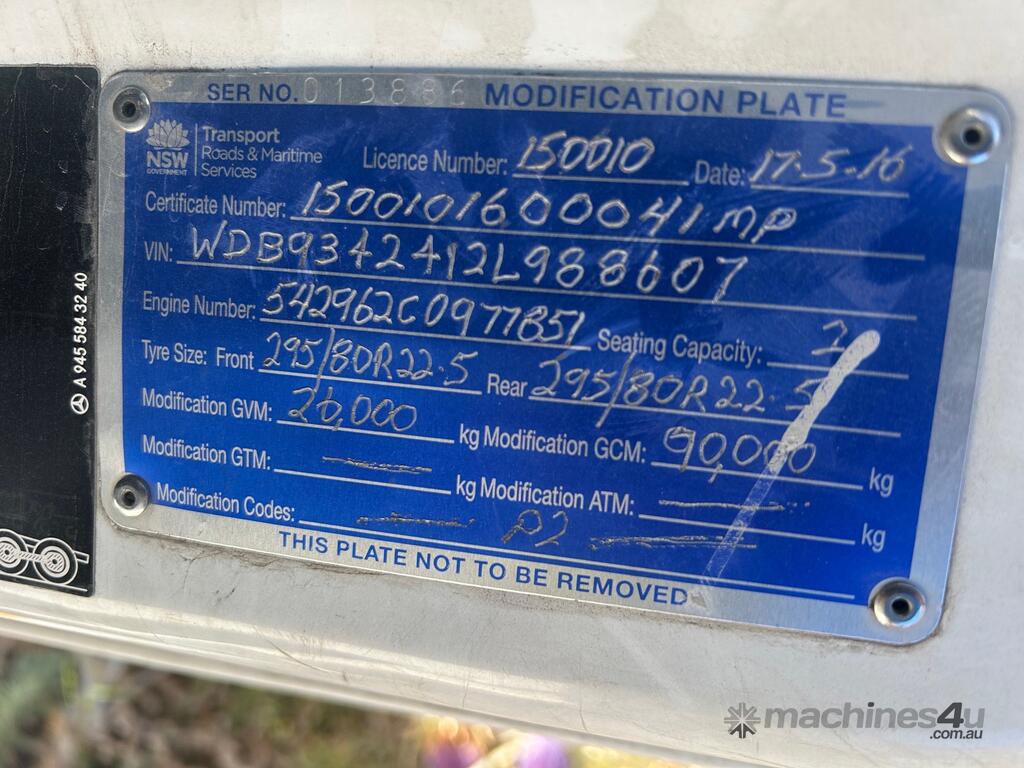 SER NO. 013886 MODIFICATION PLATE
NSW GOVERNMENT
Transport
Roads & Maritime
Services
Licence Number: 150010 Date: 17.5.16
Certificate Number: 1500101600041MP
VIN: WDB9342412L988607
Engine Number: 542962C0977851 Seating Capacity: 2
Tyre Size: Front 295/80R22.5 Rear 295/80R22.5
Modification GVM: 26,000 kg Modification GCM: 90,000 kg
Modification GTM: kg Modification ATM: kg
Modification Codes: P2
THIS PLATE NOT TO BE REMOVED
A 945 584 32 40
machines4u
.com.au